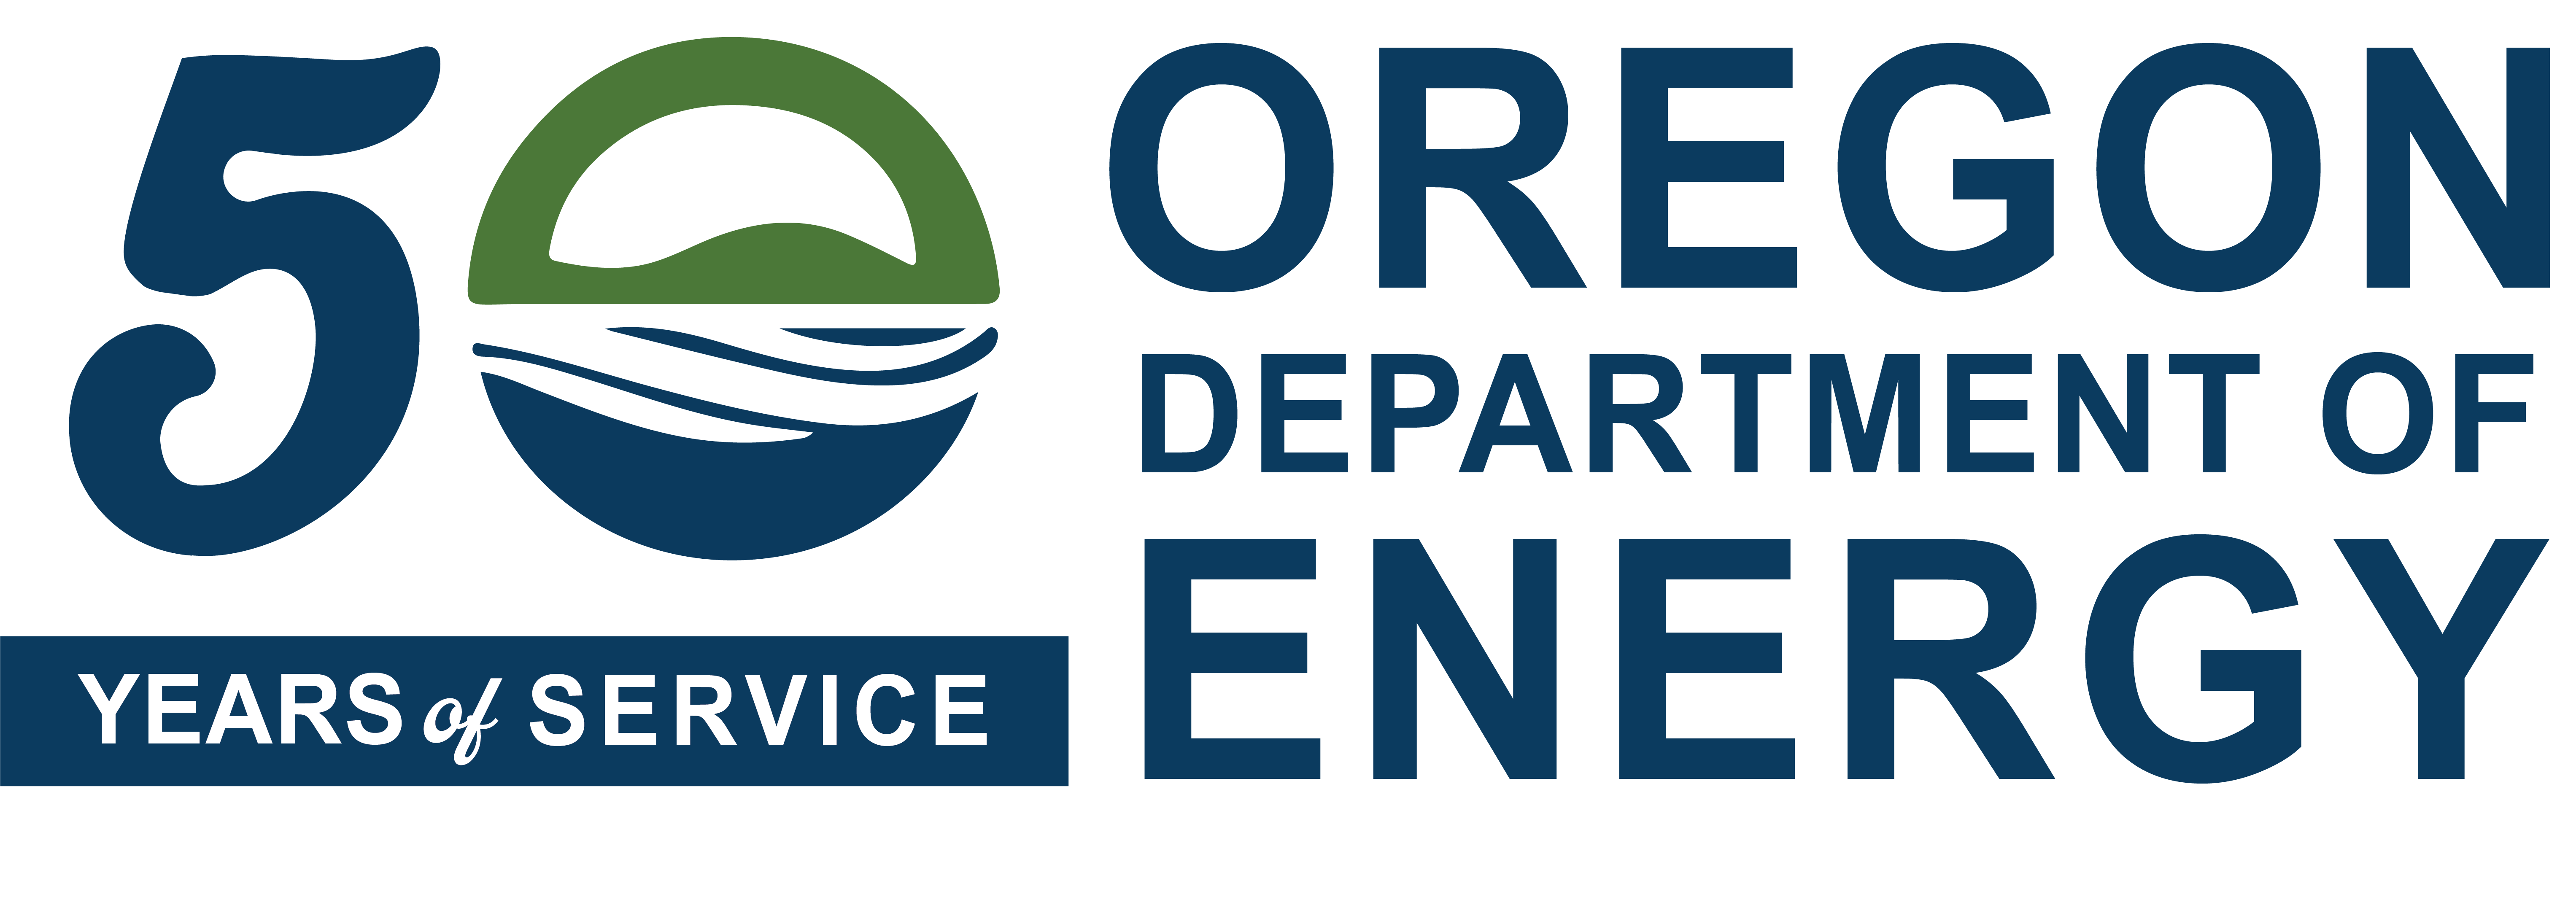 50
YEARS of SERVICE
OREGON
DEPARTMENT OF
ENERGY